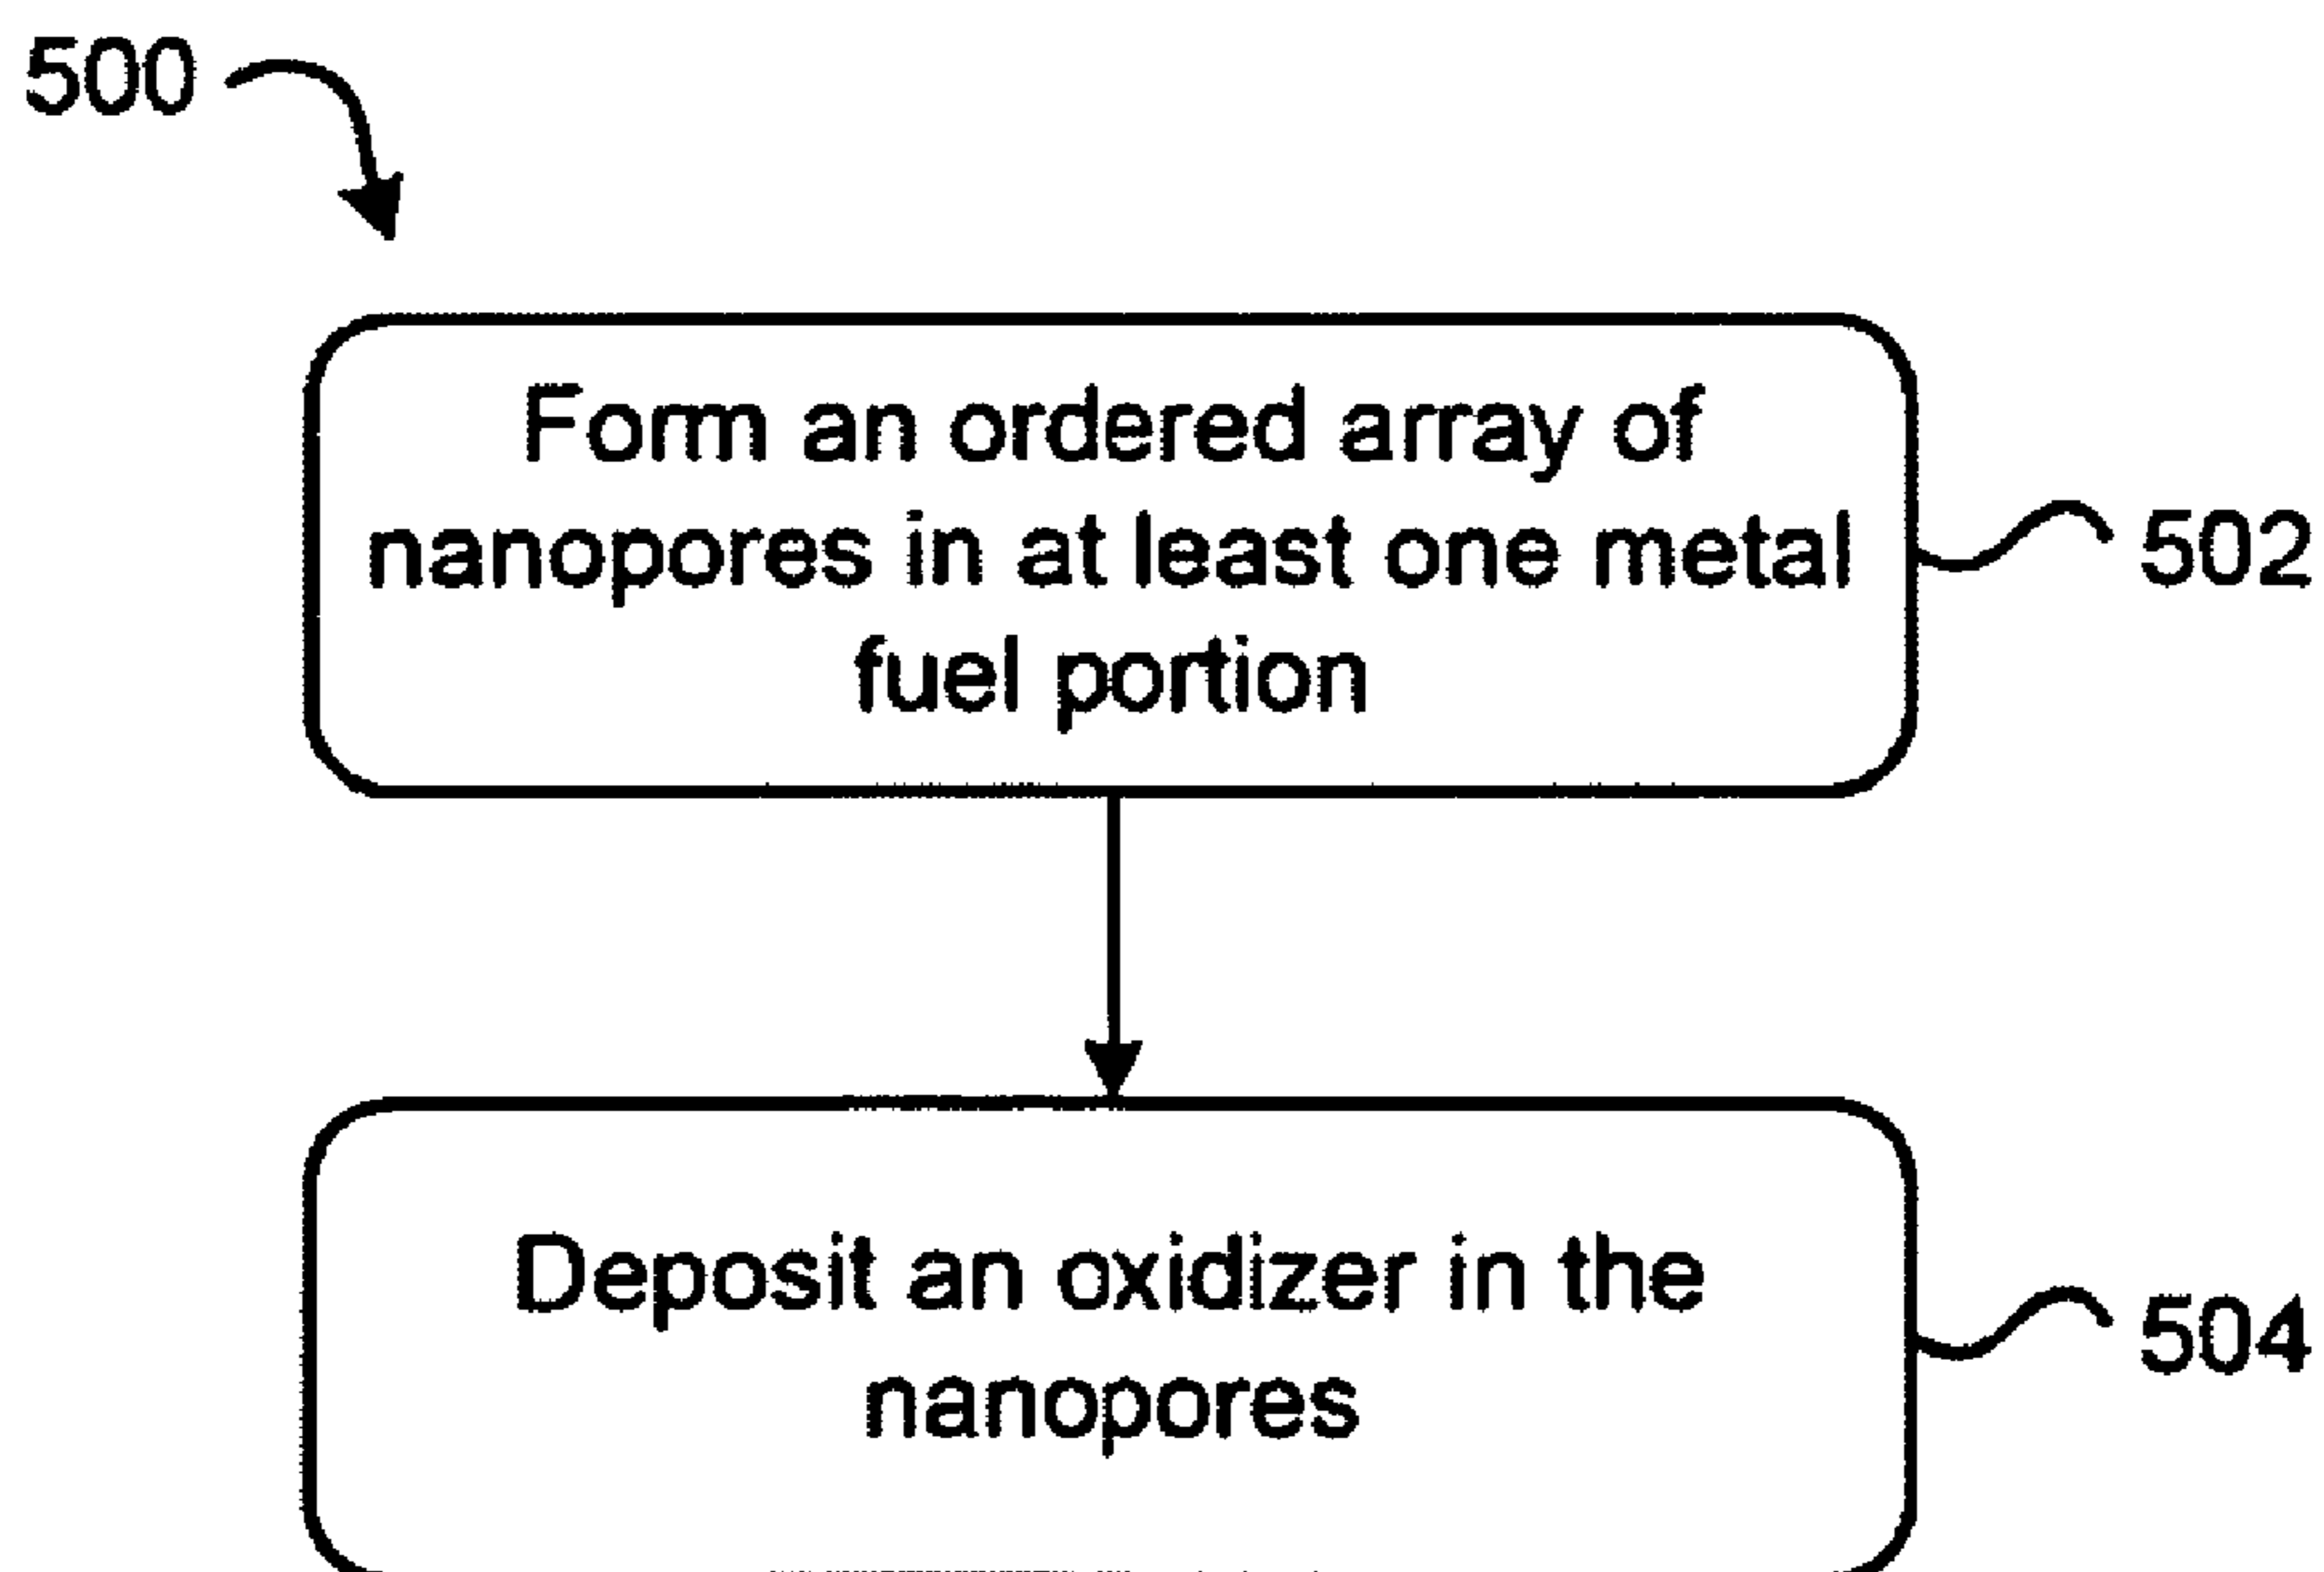 500
Form an ordered array of
nanopores in at least one metal
fuel portion
502
Deposit an oxidizer in the
nanopores
504